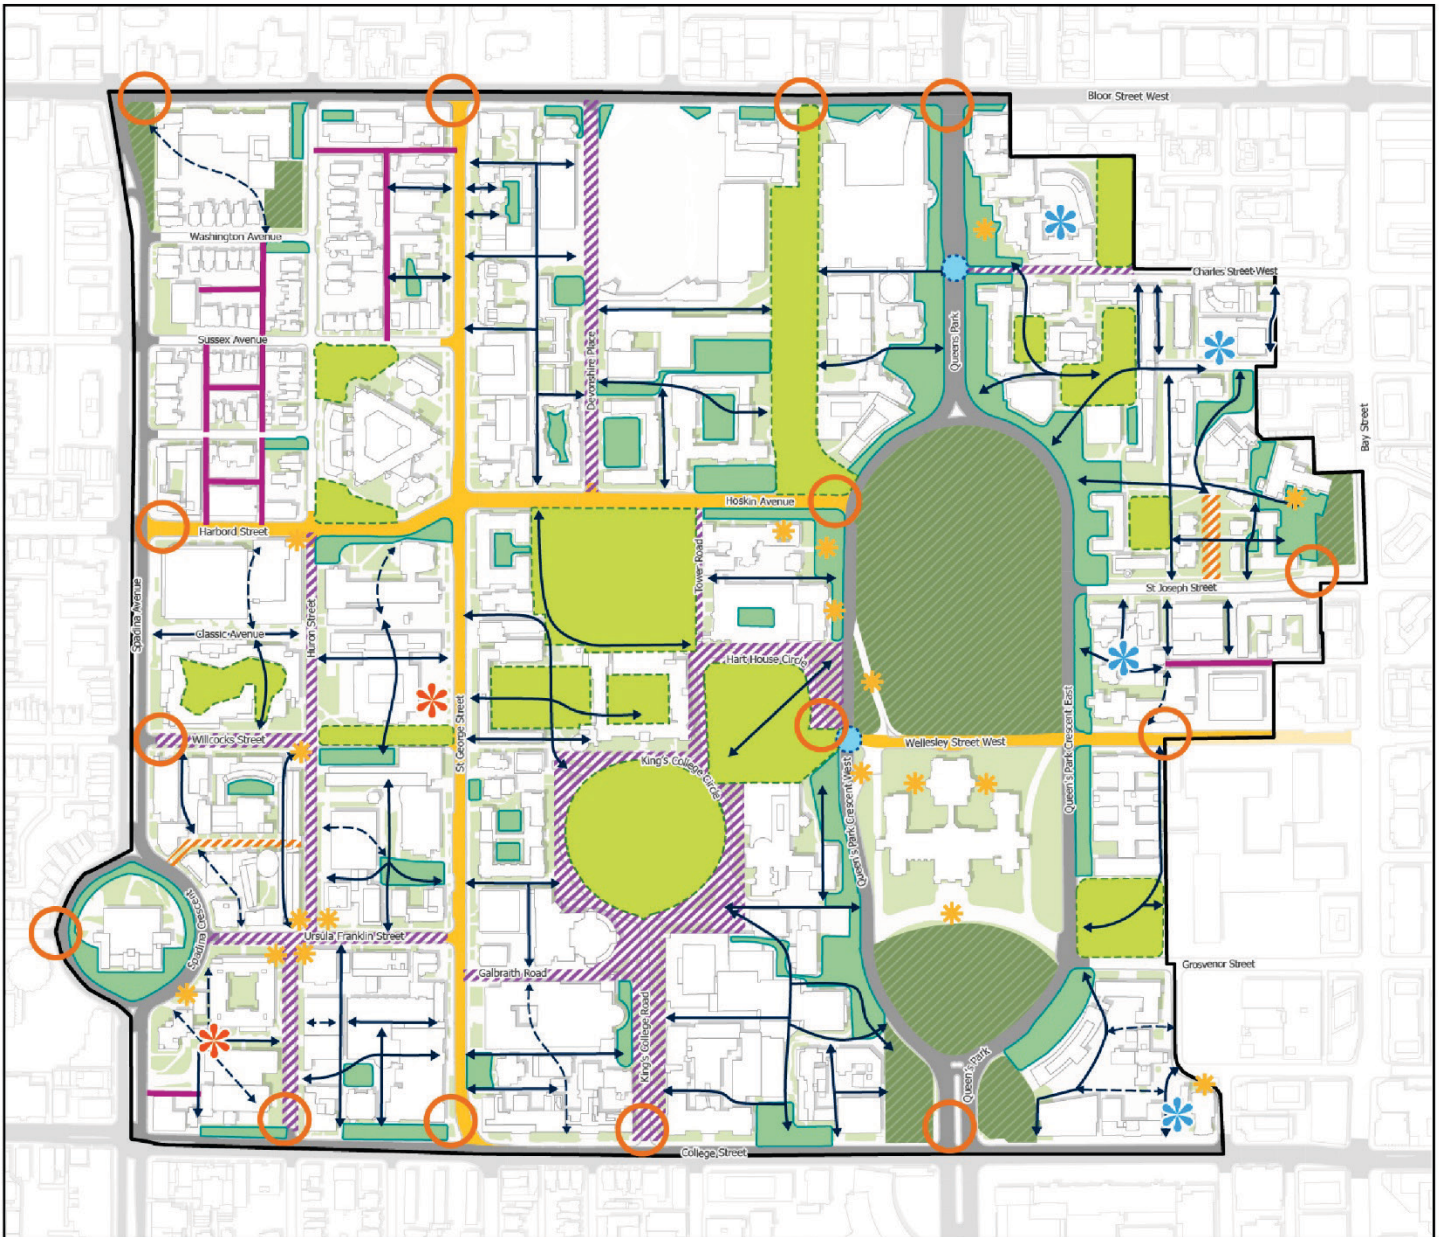 Bloor Street West
Washington Avenue
Charles Street West
Sussex Avenue
Queens Park
Devonshire Place
Bay Street
Hoskin Avenue
Harbord Street
Tower Road
St Joseph Street
Spadina Avenue
Huron Street
Classic Avenue
Hart House Circle
St George Street
Queen's Park Crescent East
Willcocks Street
Wellesley Street West
King's College Circle
Queen's Park Crescent West
Spadina Crescent
Ursula Franklin Street
Galbraith Road
Grosvenor Street
King's College Road
Queen's Park
College Street